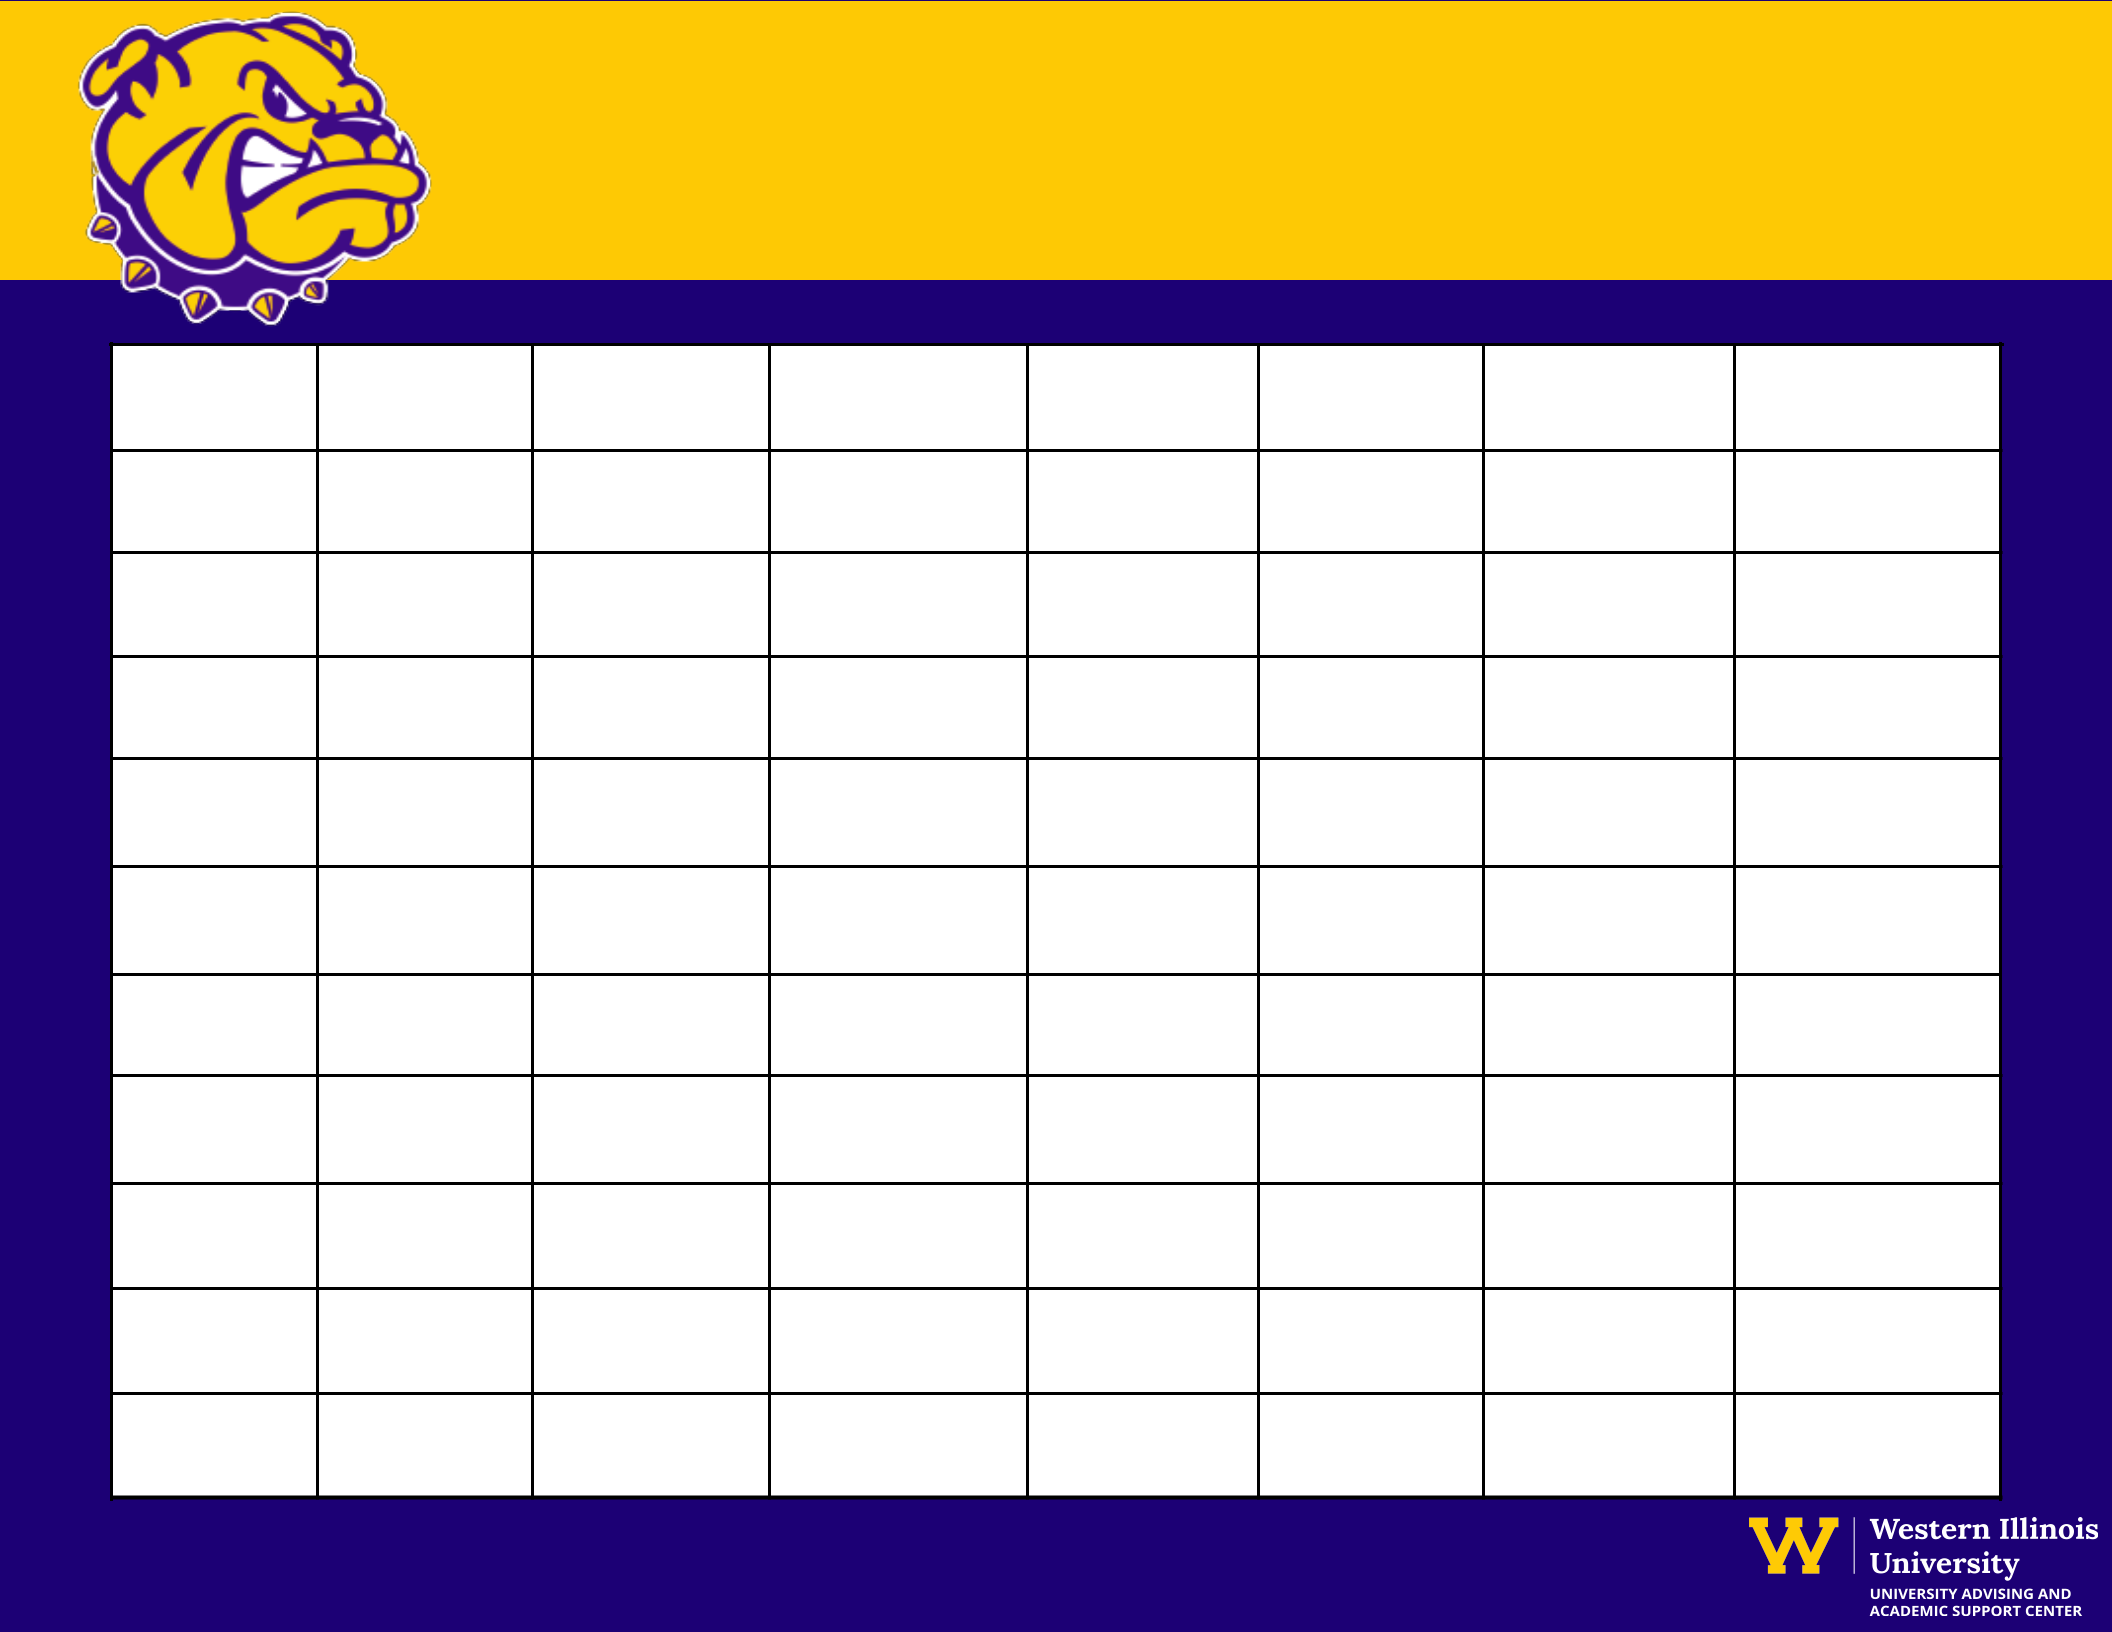 W
Western Illinois
University
UNIVERSITY ADVISING AND
ACADEMIC SUPPORT CENTER